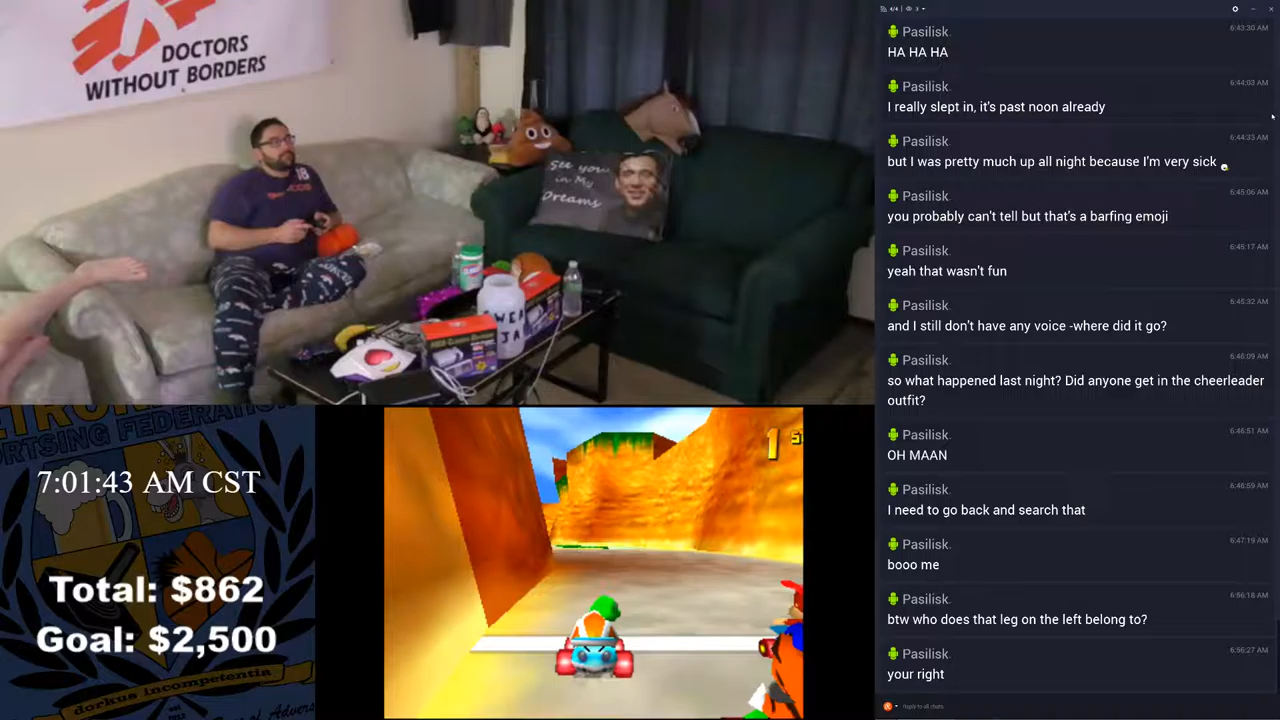 DOCTORS
WITHOUT BORDERS
18
See you
in My
Dreams
7:01:43 AM CST
Total: $862
Goal: $2,500
dorkus incompetentia
1
4/4
3
Pasilisk
6:43:30 AM
HA HA HA
Pasilisk
6:44:03 AM
I really slept in, it's past noon already
Pasilisk
6:44:33 AM
but I was pretty much up all night because I'm very sick
Pasilisk
6:45:06 AM
you probably can't tell but that's a barfing emoji
Pasilisk
6:45:17 AM
yeah that wasn't fun
Pasilisk
6:45:32 AM
and I still don't have any voice -where did it go?
Pasilisk
6:46:09 AM
so what happened last night? Did anyone get in the cheerleader
outfit?
Pasilisk
6:46:51 AM
OH MAAN
Pasilisk
6:46:59 AM
I need to go back and search that
Pasilisk
6:47:19 AM
booo me
Pasilisk
6:56:18 AM
btw who does that leg on the left belong to?
Pasilisk
6:56:27 AM
your right
Reply to all chats